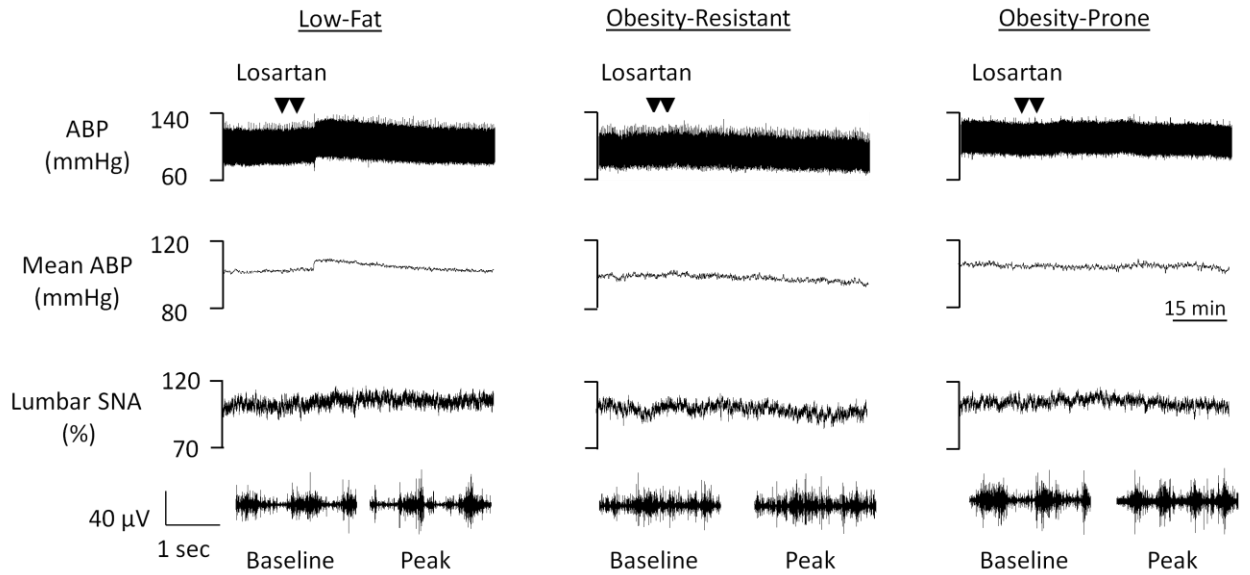 Low-Fat
Obesity-Resistant
Obesity-Prone
Losartan
Losartan
Losartan
ABP
(mmHg)
140
60
Mean ABP
(mmHg)
120
80
15 min
Lumbar SNA
(%)
120
70
40 µV
1 sec
Baseline
Peak
Baseline
Peak
Baseline
Peak